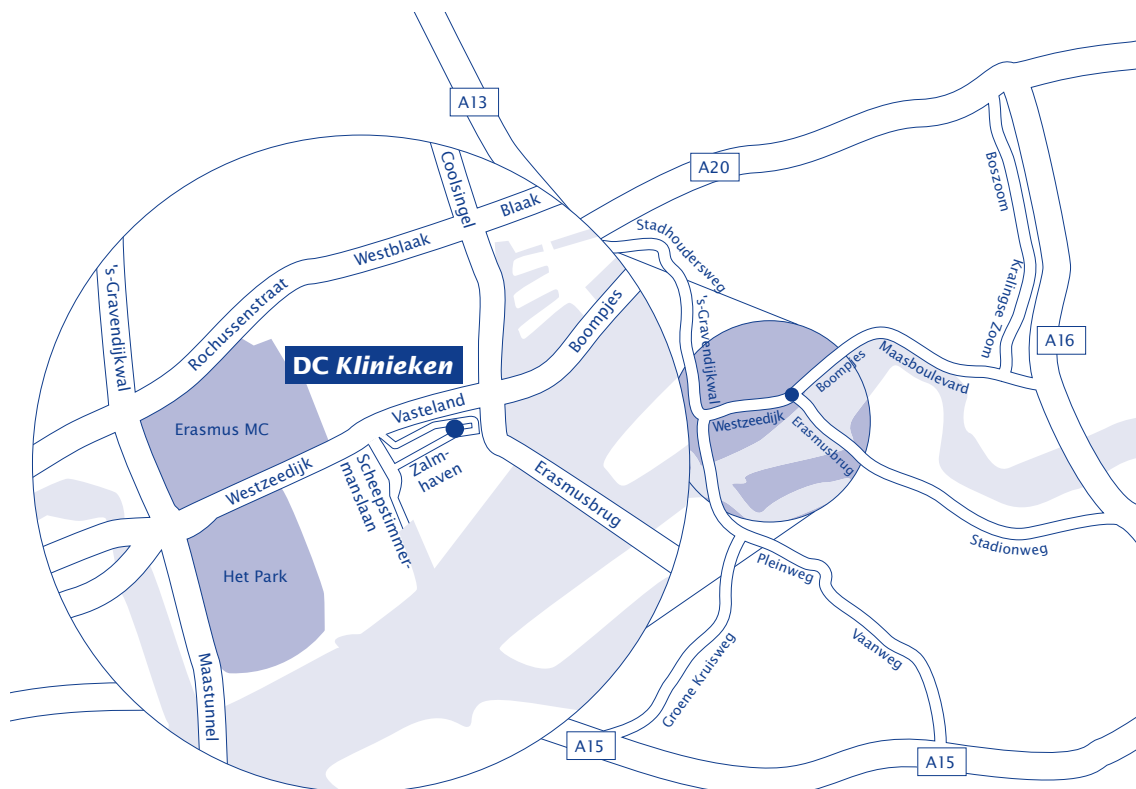 A13
A20
Coolsingel
Blaak
Westblaak
's-Gravendijkwal
Rochussenstraat
Boompjes
DC Klinieken
Vasteland
Erasmus MC
Westzeedijk
Zalm-
haven
Scheepstimmer-
manslaan
Erasmusbrug
Het Park
Maastunnel
Stadhoudersweg
's-Gravendijkwal
Westzeedijk
Boompjes
Erasmusbrug
Maasboulevard
Boszoom
Kralingse Zoom
A16
Stadionweg
Pleinweg
Vaanweg
Groene Kruisweg
A15
A15